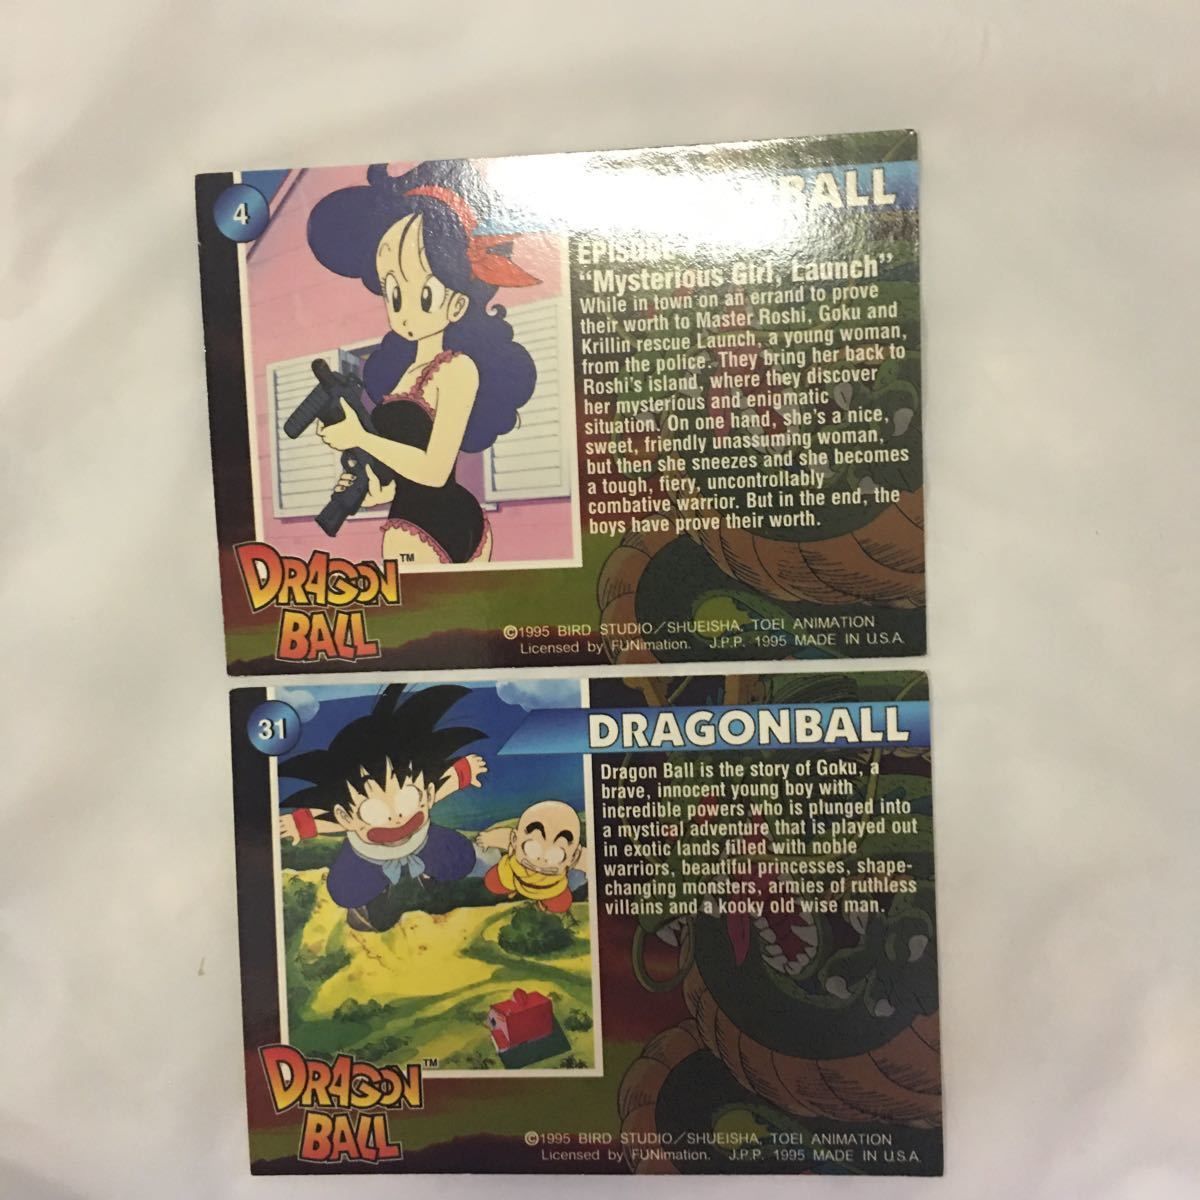 4
BALL
EPISODE
"Mysterious Girl, Launch"
While in town on an errand to prove
their worth to Master Roshi, Goku and
Krillin rescue Launch, a young woman,
from the police. They bring her back to
Roshi's island, where they discover
her mysterious and enigmatic
situation. On one hand, she's a nice,
sweet, friendly unassuming woman,
but then she sneezes and she becomes
a tough, fiery, uncontrollably
combative warrior. But in the end, the
boys have prove their worth.
DRAGON
BALL
TM
©1995 BIRD STUDIO/SHUEISHA, TOEI ANIMATION
Licensed by FUNimation. J.P.P. 1995 MADE IN U.S.A.
31
DRAGONBALL
Dragon Ball is the story of Goku, a
brave, innocent young boy with
incredible powers who is plunged into
a mystical adventure that is played out
in exotic lands filled with noble
warriors, beautiful princesses, shape-
changing monsters, armies of ruthless
villains and a kooky old wise man.
DRAGON
BALL
TM
©1995 BIRD STUDIO/SHUEISHA, TOEI ANIMATION
Licensed by FUNimation. J.P.P. 1995 MADE IN U.S.A.